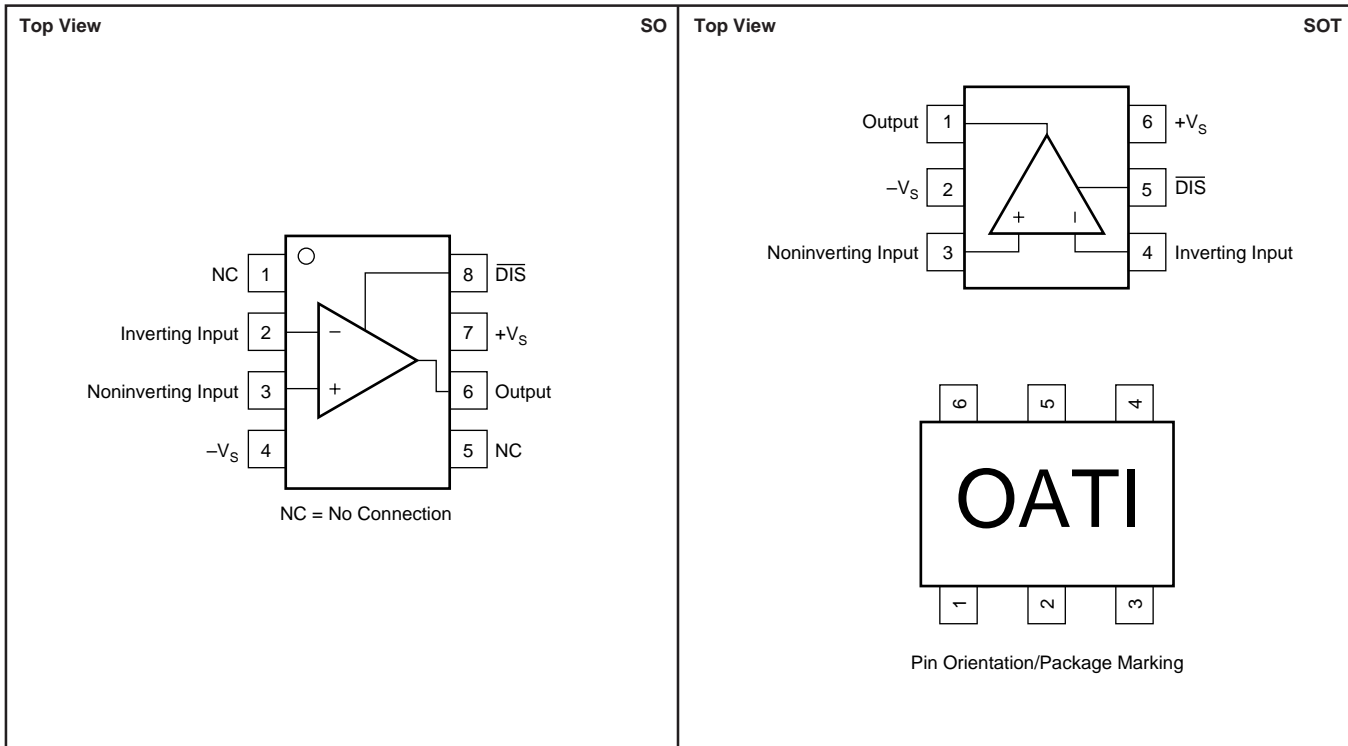 Top View SO
NC 1
8 DIS
Inverting Input 2 −
7 +VS
Noninverting Input 3 +
6 Output
–VS 4
5 NC
NC = No Connection
Top View SOT
Output 1
6 +VS
–VS 2
5 DIS
Noninverting Input 3 + −
4 Inverting Input
6 5 4
OATI
1 2 3
Pin Orientation/Package Marking